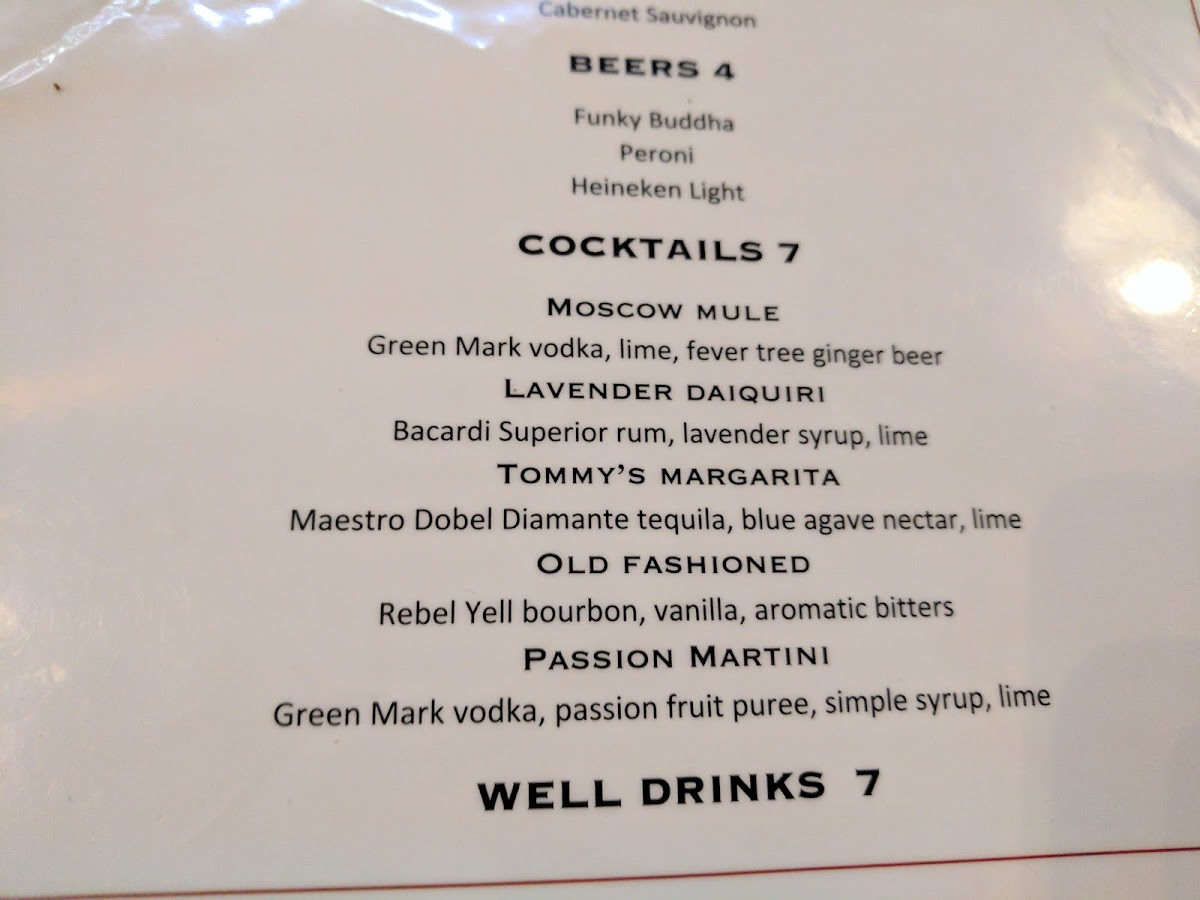 Cabernet Sauvignon
BEERS 4
Funky Buddha
Peroni
Heineken Light
COCKTAILS 7
MOSCOW MULE
Green Mark vodka, lime, fever tree ginger beer
LAVENDER DAIQUIRI
Bacardi Superior rum, lavender syrup, lime
TOMMY'S MARGARITA
Maestro Dobel Diamante tequila, blue agave nectar, lime
OLD FASHIONED
Rebel Yell bourbon, vanilla, aromatic bitters
PASSION MARTINI
Green Mark vodka, passion fruit puree, simple syrup, lime
WELL DRINKS 7